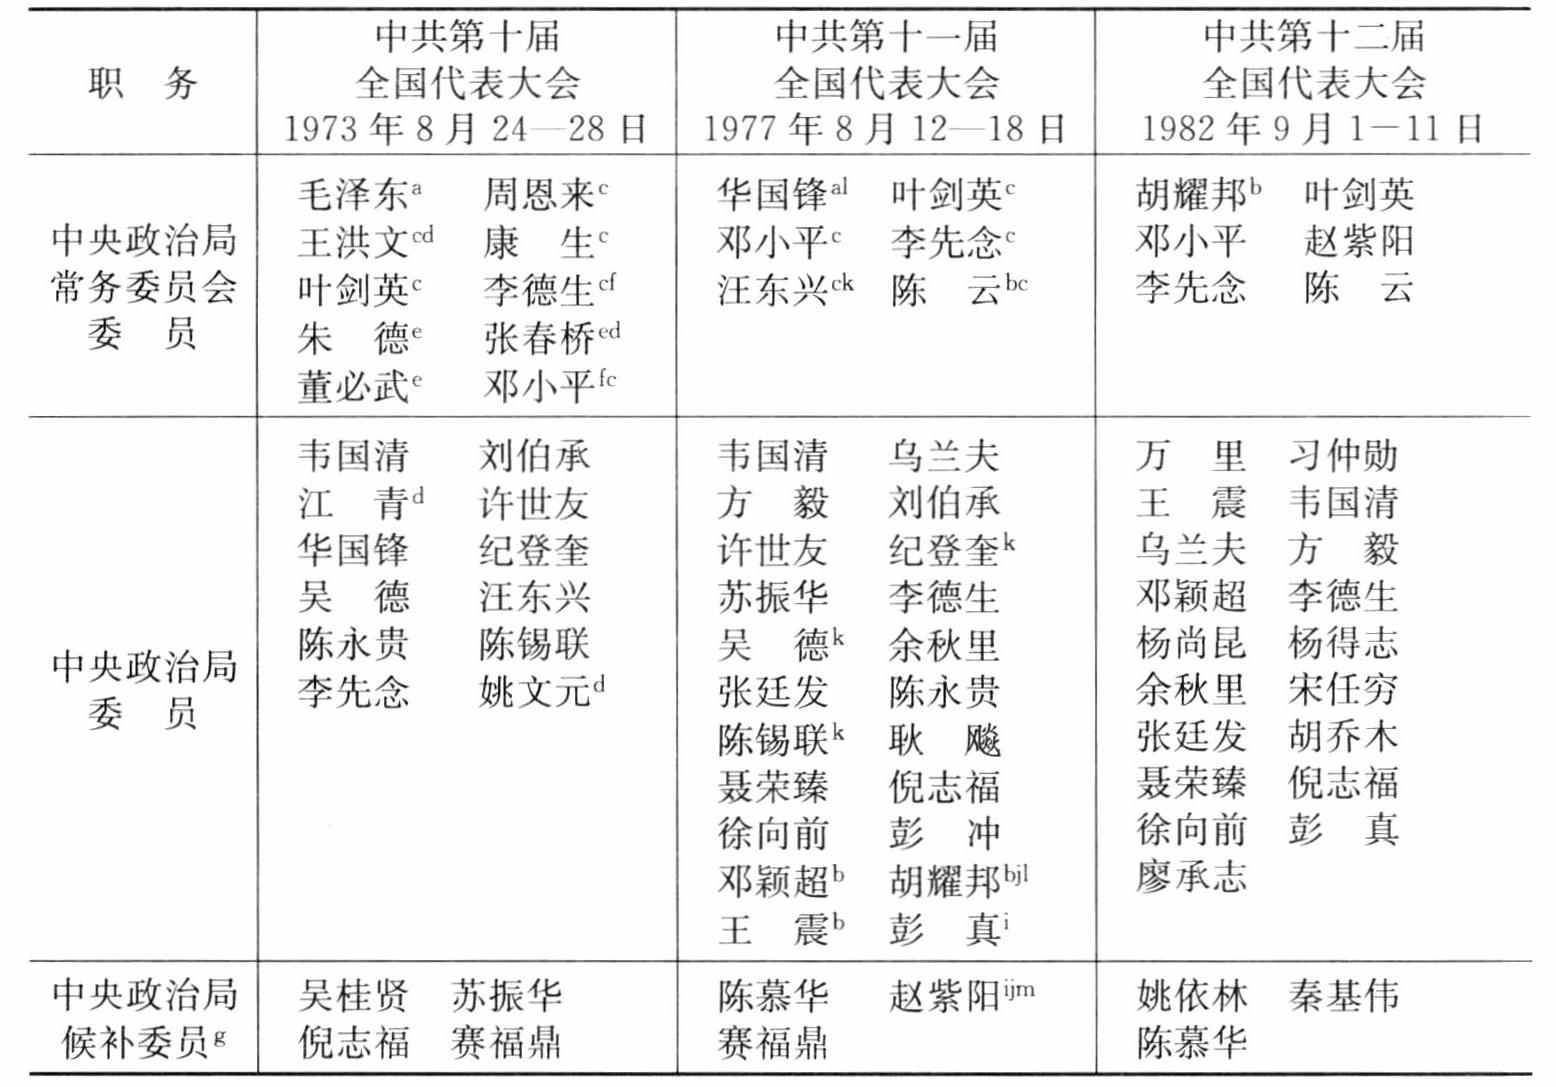 职　务　中共第十届　中共第十一届　中共第十二届
全国代表大会　全国代表大会　全国代表大会
1973年8月24—28日　1977年8月12—18日　1982年9月1—11日
中央政治局
常务委员会
委　员
毛泽东a　周恩来c
王洪文cd　康　生c
叶剑英c　李德生cf
朱　德e　张春桥ed
董必武e　邓小平fc
华国锋al　叶剑英c
邓小平c　李先念c
汪东兴ck　陈　云bc
胡耀邦b　叶剑英
邓小平　赵紫阳
李先念　陈　云
中央政治局
委　员
韦国清　刘伯承
江　青d　许世友
华国锋　纪登奎
吴　德　汪东兴
陈永贵　陈锡联
李先念　姚文元d
韦国清　乌兰夫
方　毅　刘伯承
许世友　纪登奎k
苏振华　李德生
吴　德k　余秋里
张廷发　陈永贵
陈锡联k　耿　飚
聂荣臻　倪志福
徐向前　彭　冲
邓颖超b　胡耀邦bjl
王　震b　彭　真i
万　里　习仲勋
王　震　韦国清
乌兰夫　方　毅
邓颖超　李德生
杨尚昆　杨得志
余秋里　宋任穷
张廷发　胡乔木
聂荣臻　倪志福
徐向前　彭　真
廖承志
中央政治局
候补委员g
吴桂贤　苏振华
倪志福　赛福鼎
陈慕华　赵紫阳ijm
赛福鼎
姚依林　秦基伟
陈慕华